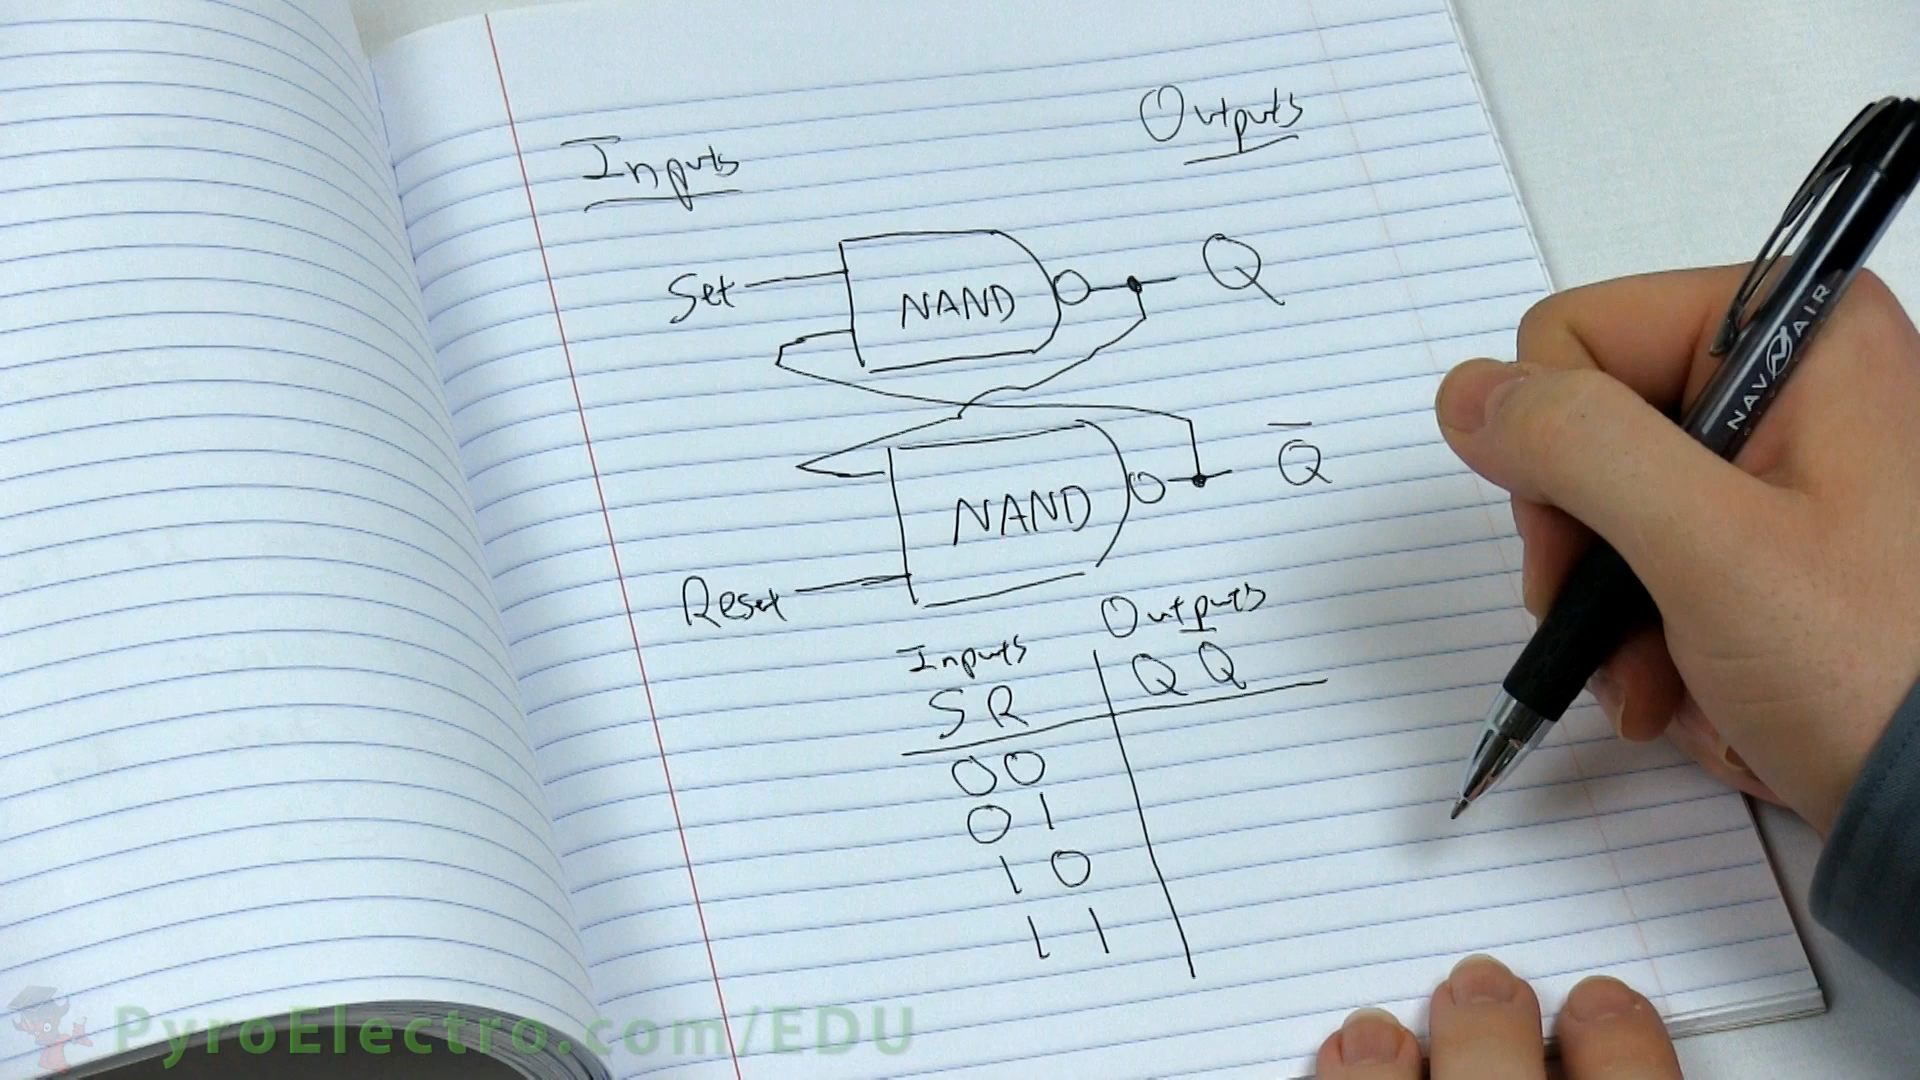 Outputs
Inputs
Set NAND Q
NAND Q̅
Reset
Inputs Outputs
S R Q Q
0 0
0 1
1 0
1 1
NAVAIR
PyroElectro.com/EDU